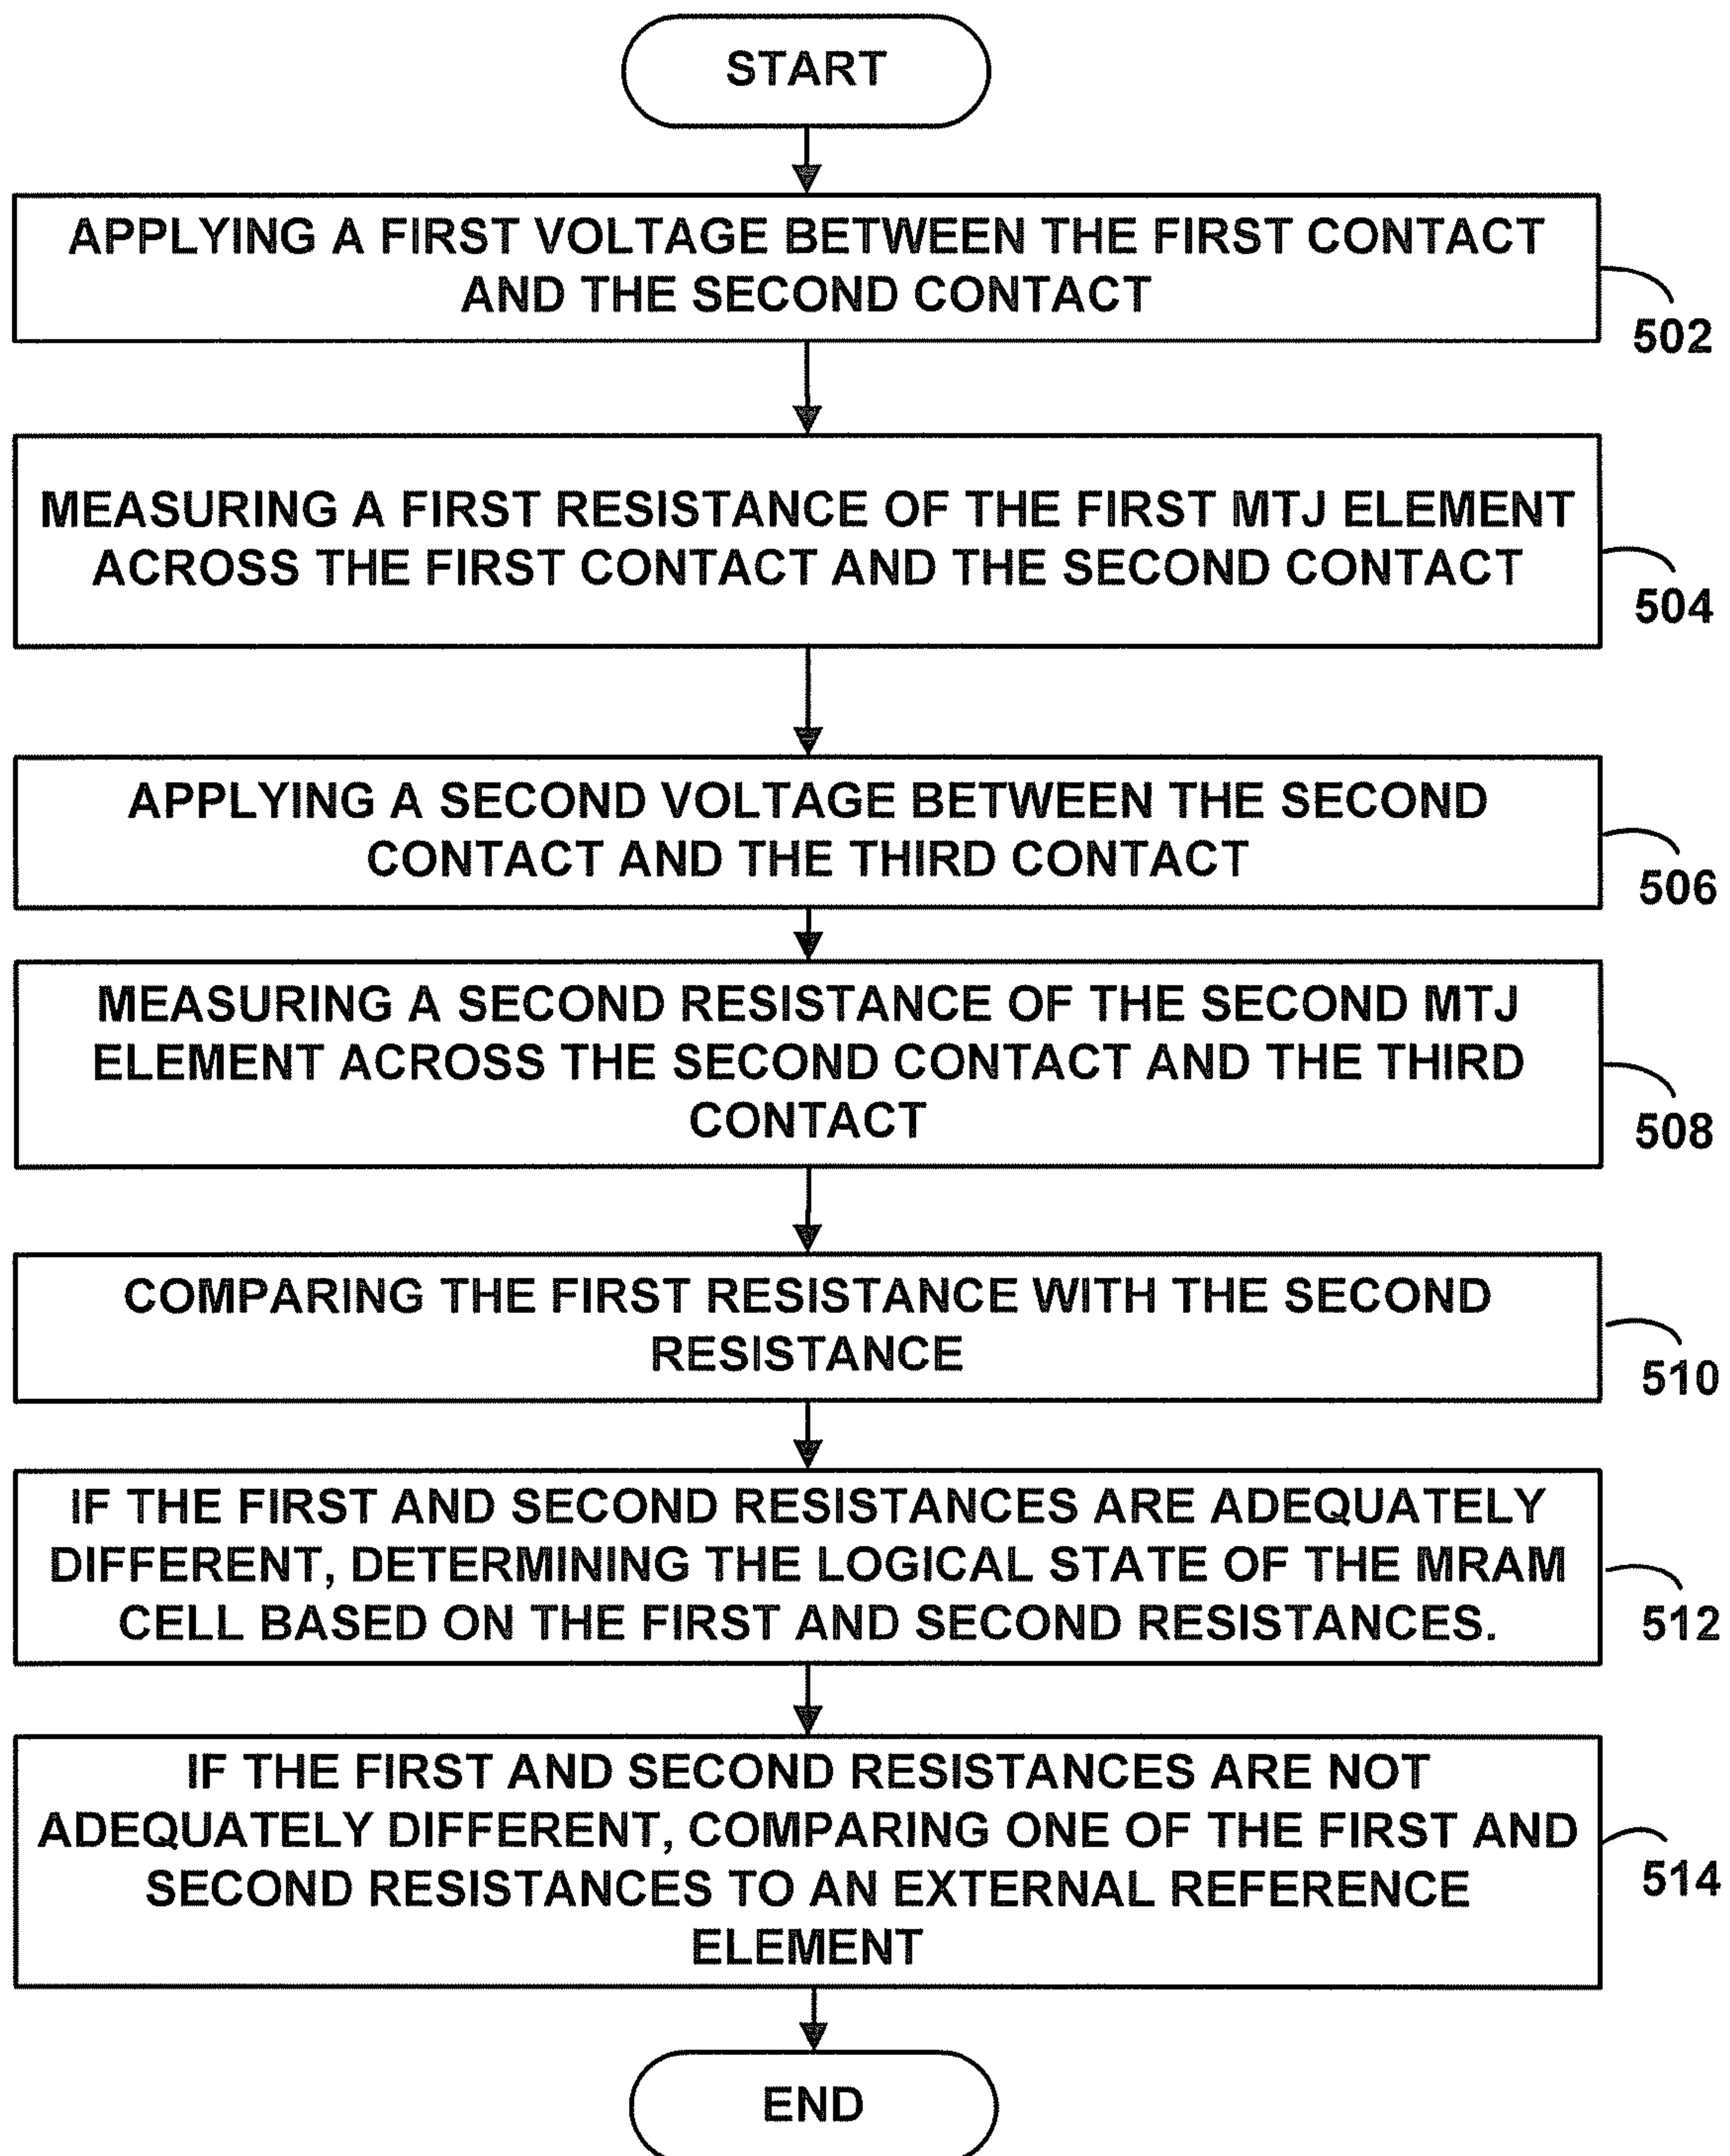 START
APPLYING A FIRST VOLTAGE BETWEEN THE FIRST CONTACT
AND THE SECOND CONTACT
502
MEASURING A FIRST RESISTANCE OF THE FIRST MTJ ELEMENT
ACROSS THE FIRST CONTACT AND THE SECOND CONTACT
504
APPLYING A SECOND VOLTAGE BETWEEN THE SECOND
CONTACT AND THE THIRD CONTACT
506
MEASURING A SECOND RESISTANCE OF THE SECOND MTJ
ELEMENT ACROSS THE SECOND CONTACT AND THE THIRD
CONTACT
508
COMPARING THE FIRST RESISTANCE WITH THE SECOND
RESISTANCE
510
IF THE FIRST AND SECOND RESISTANCES ARE ADEQUATELY
DIFFERENT, DETERMINING THE LOGICAL STATE OF THE MRAM
CELL BASED ON THE FIRST AND SECOND RESISTANCES.
512
IF THE FIRST AND SECOND RESISTANCES ARE NOT
ADEQUATELY DIFFERENT, COMPARING ONE OF THE FIRST AND
SECOND RESISTANCES TO AN EXTERNAL REFERENCE
ELEMENT
514
END